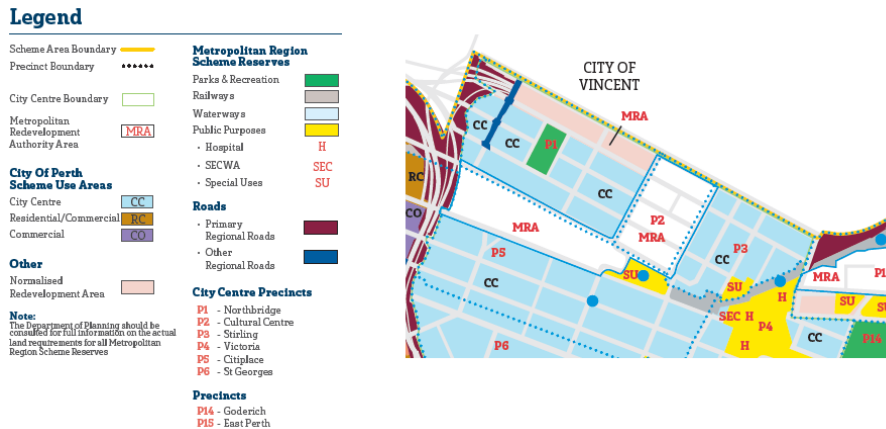 Legend
Scheme Area Boundary
Precinct Boundary
City Centre Boundary
Metropolitan
Redevelopment
Authority Area
MRA
City Of Perth
Scheme Use Areas
City Centre
CC
Residential/Commercial
RC
Commercial
CO
Other
Normalised
Redevelopment Area
Note:
The Department of Planning should be
consulted for full information on the actual
land requirements for all Metropolitan
Region Scheme Reserves
Metropolitan Region
Scheme Reserves
Parks & Recreation
Railways
Waterways
Public Purposes
· Hospital H
· SECWA SEC
· Special Uses SU
Roads
· Primary
Regional Roads
· Other
Regional Roads
City Centre Precincts
P1 - Northbridge
P2 - Cultural Centre
P3 - Stirling
P4 - Victoria
P5 - Citiplace
P6 - St Georges
Precincts
P14 - Goderich
P15 - East Perth
CITY OF
VINCENT
MRA
CC
CC
P1
RC
CC
CO
MRA
P2
MRA
P5
P3
CC
SU
CC
MRA
P1
SU
H
SU
SEC H
P4
CC
P14
H
P6